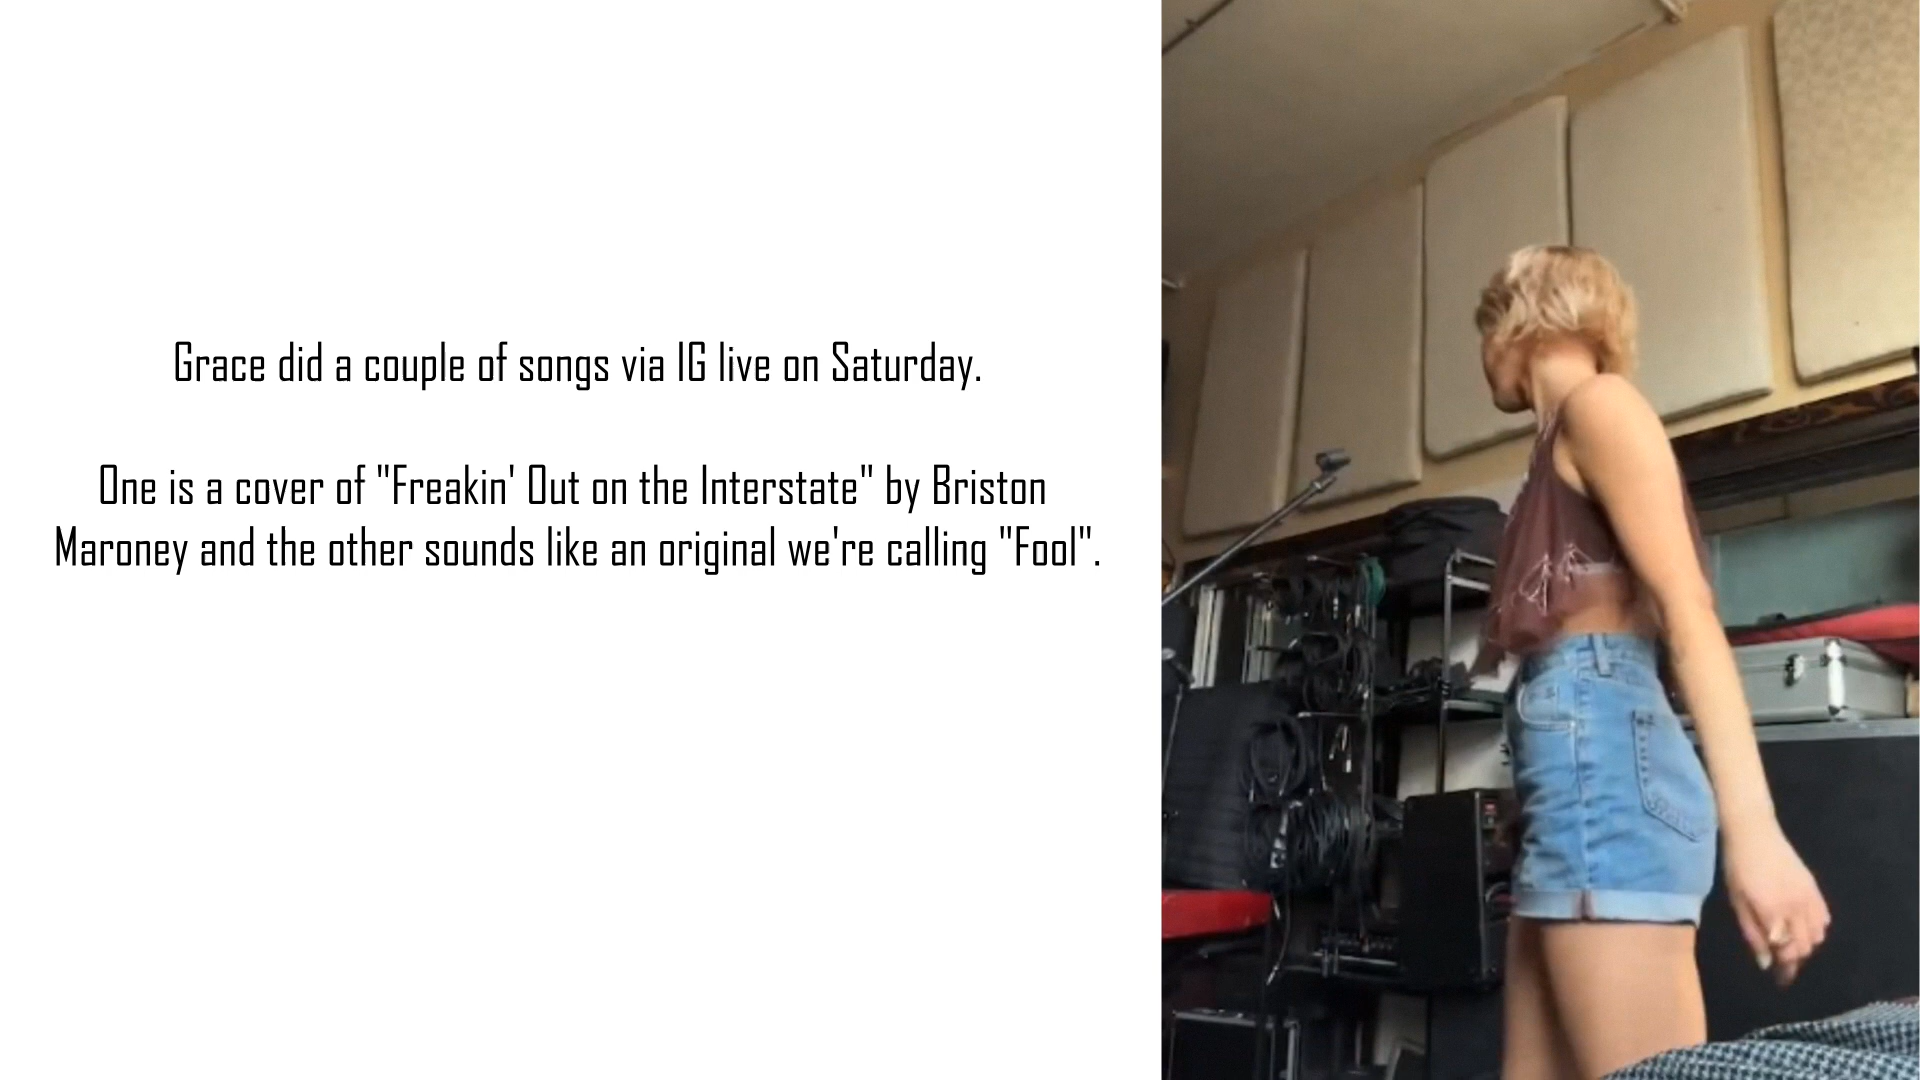 Grace did a couple of songs via IG live on Saturday.
One is a cover of "Freakin' Out on the Interstate" by Briston
Maroney and the other sounds like an original we're calling "Fool".